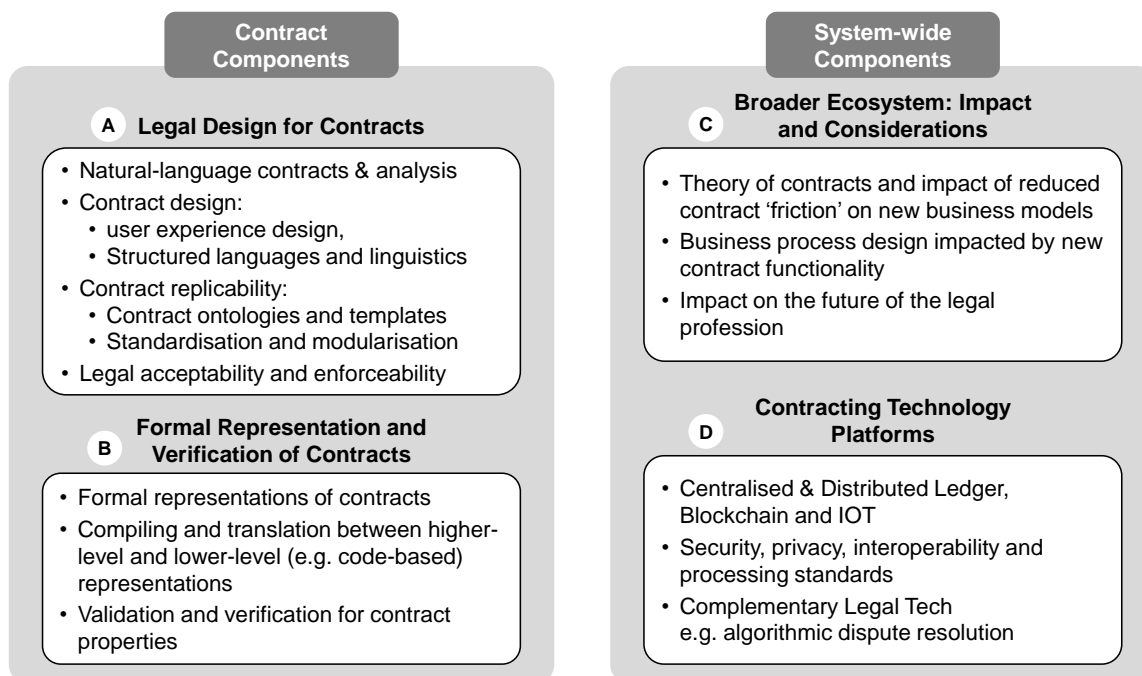 Contract
Components
A Legal Design for Contracts
• Natural-language contracts & analysis
• Contract design:
• user experience design,
• Structured languages and linguistics
• Contract replicability:
• Contract ontologies and templates
• Standardisation and modularisation
• Legal acceptability and enforceability
B Formal Representation and
Verification of Contracts
• Formal representations of contracts
• Compiling and translation between higher-
level and lower-level (e.g. code-based)
representations
• Validation and verification for contract
properties
System-wide
Components
C Broader Ecosystem: Impact
and Considerations
• Theory of contracts and impact of reduced
contract ‘friction’ on new business models
• Business process design impacted by new
contract functionality
• Impact on the future of the legal
profession
D Contracting Technology
Platforms
• Centralised & Distributed Ledger,
Blockchain and IOT
• Security, privacy, interoperability and
processing standards
• Complementary Legal Tech
e.g. algorithmic dispute resolution